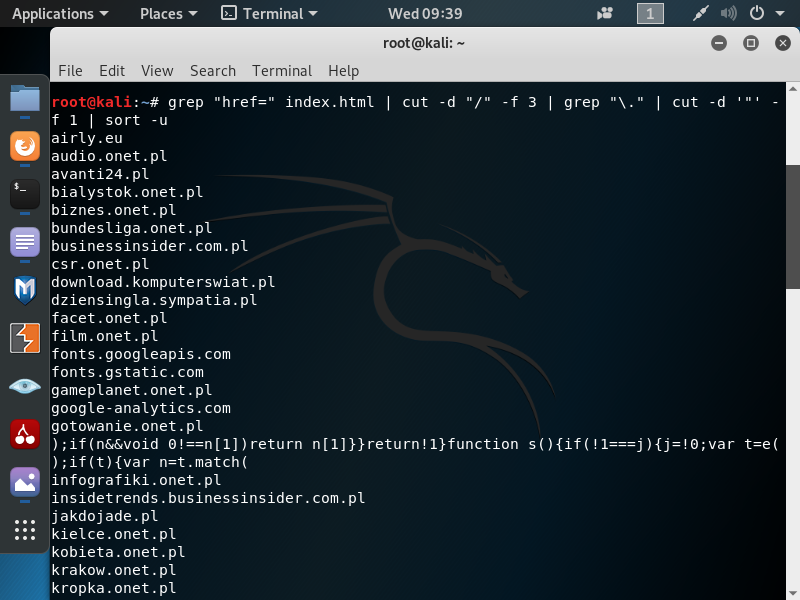 Applications Places Terminal Wed 09:39 1
root@kali: ~
File Edit View Search Terminal Help
root@kali:~# grep "href=" index.html | cut -d "/" -f 3 | grep "\." | cut -d '"' -
f 1 | sort -u
airly.eu
audio.onet.pl
avanti24.pl
bialystok.onet.pl
biznes.onet.pl
bundesliga.onet.pl
businessinsider.com.pl
csr.onet.pl
download.komputerswiat.pl
dziensingla.sympatia.pl
facet.onet.pl
film.onet.pl
fonts.googleapis.com
fonts.gstatic.com
gameplanet.onet.pl
google-analytics.com
gotowanie.onet.pl
);if(n&&void 0!==n[1])return n[1]}}return!1}function s(){if(!1===j){j=!0;var t=e(
);if(t){var n=t.match(
infografiki.onet.pl
insidetrends.businessinsider.com.pl
jakdojade.pl
kielce.onet.pl
kobieta.onet.pl
krakow.onet.pl
kropka.onet.pl